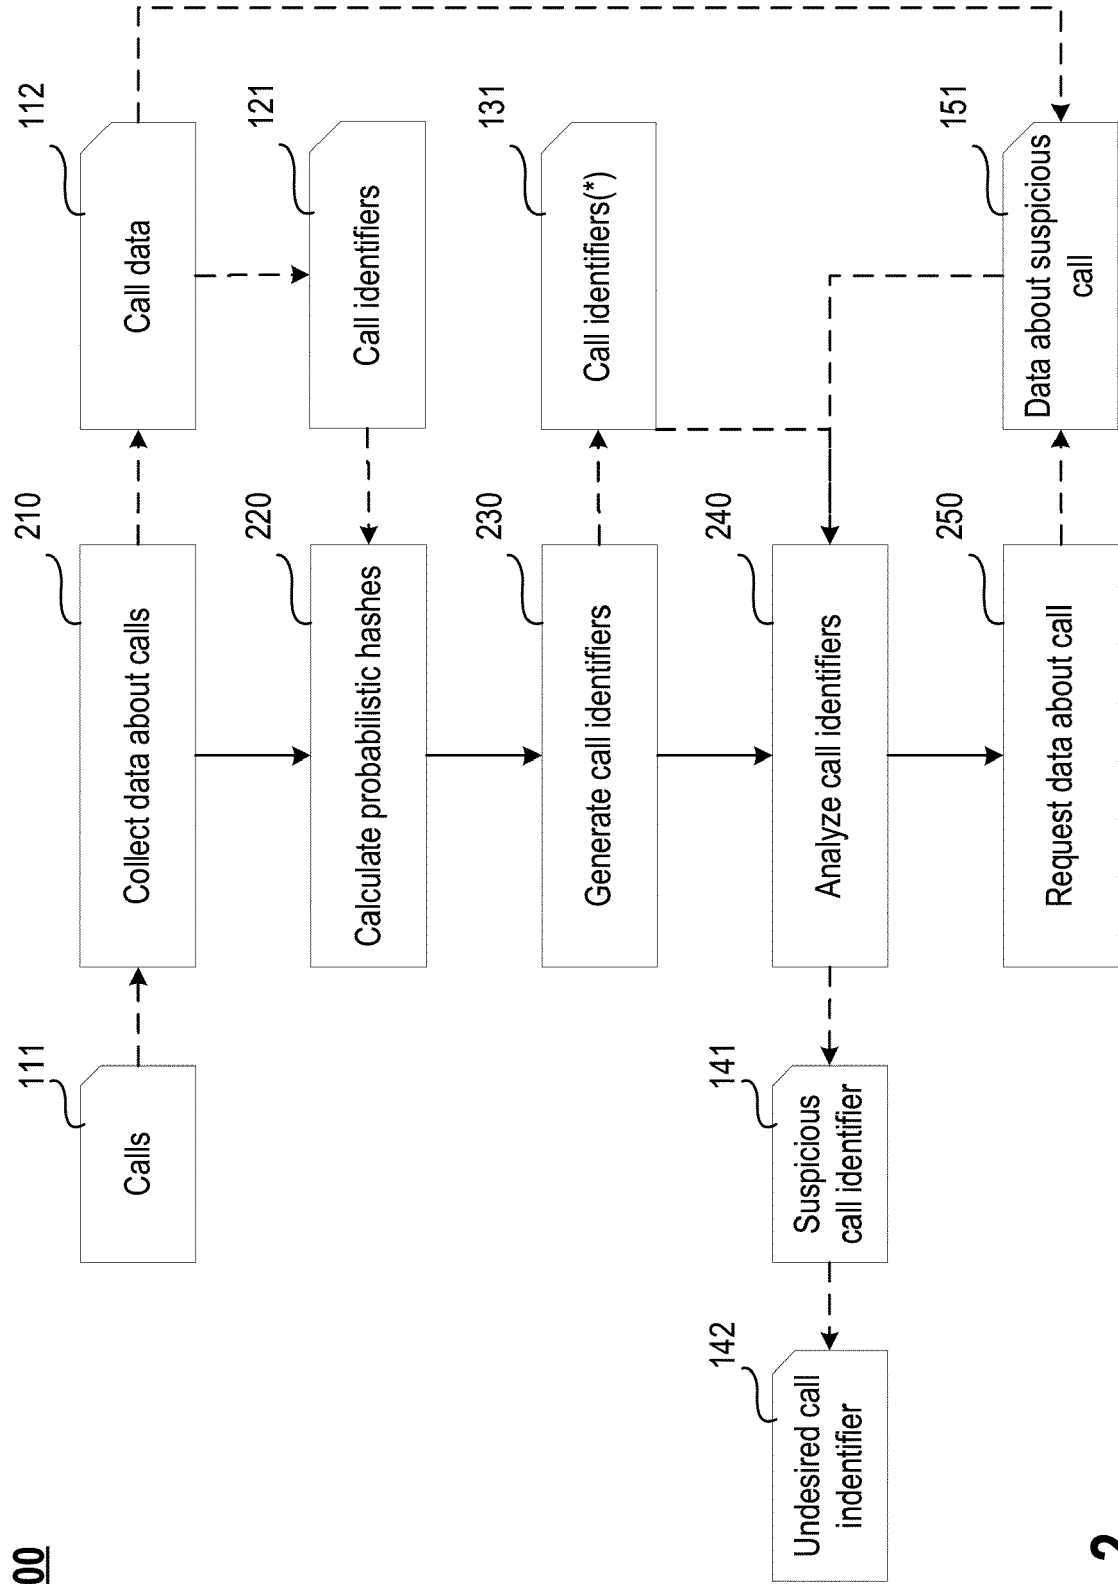 00
111
Calls
210
Collect data about calls
112
Call data
220
Calculate probabilistic hashes
121
Call identifiers
230
Generate call identifiers
131
Call identifiers(*)
142
Undesired call
indentifier
141
Suspicious
call identifier
240
Analyze call identifiers
250
Request data about call
151
Data about suspicious
call
2